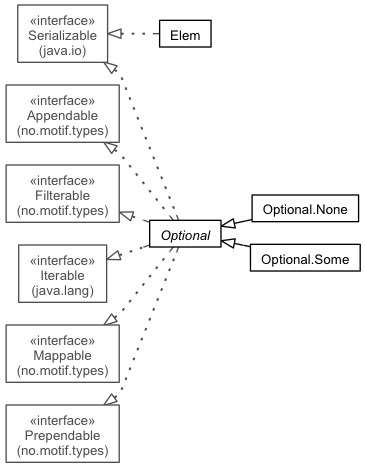 «interface»
Serializable
(java.io)
Elem
«interface»
Appendable
(no.motif.types)
«interface»
Filterable
(no.motif.types)
Optional
Optional.None
Optional.Some
«interface»
Iterable
(java.lang)
«interface»
Mappable
(no.motif.types)
«interface»
Prependable
(no.motif.types)